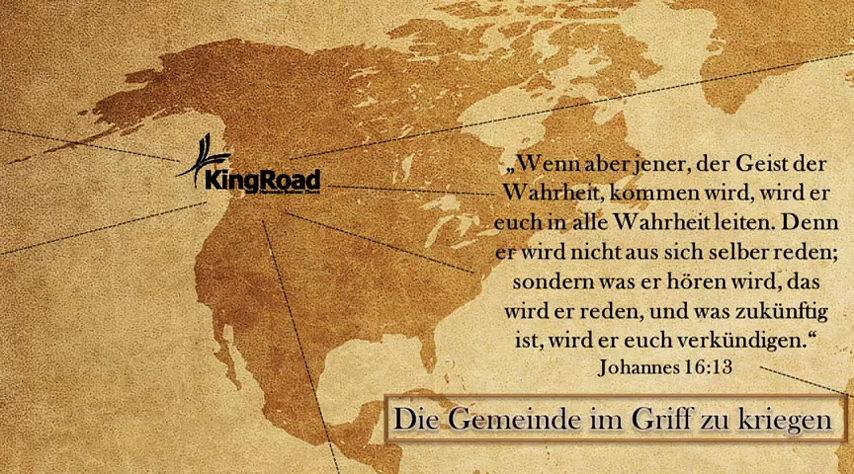 KingRoad
„Wenn aber jener, der Geist der
Wahrheit, kommen wird, wird er
euch in alle Wahrheit leiten. Denn
er wird nicht aus sich selber reden;
sondern was er hören wird, das
wird er reden, und was zukünftig
ist, wird er euch verkündigen.“
Johannes 16:13
Die Gemeinde im Griff zu kriegen